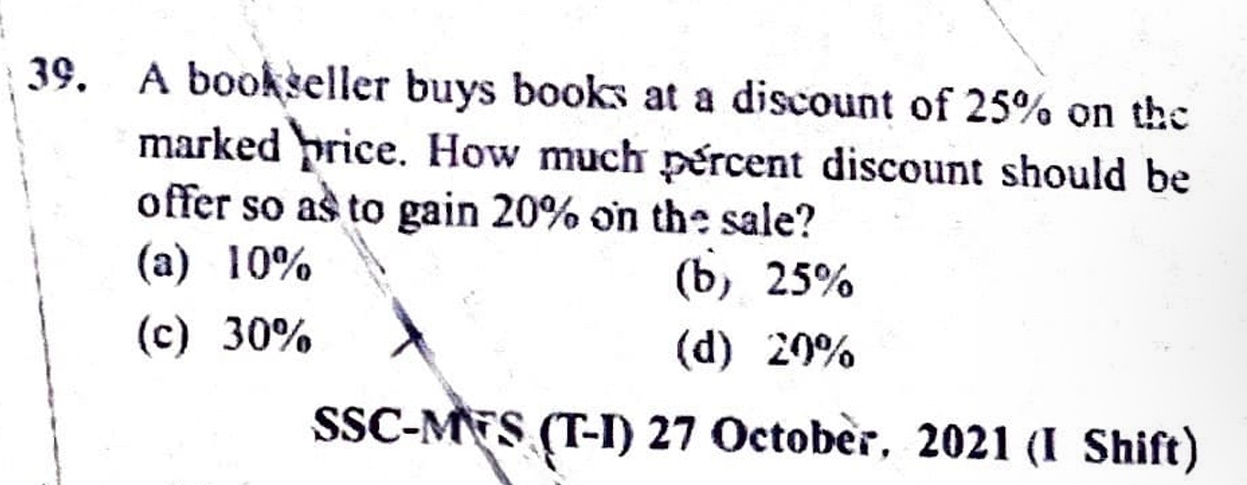 39. A bookseller buys books at a discount of 25% on the
marked price. How much percent discount should be
offer so as to gain 20% on the sale?
(a) 10% (b) 25%
(c) 30% (d) 20%
SSC-MTS (T-I) 27 October, 2021 (I Shift)